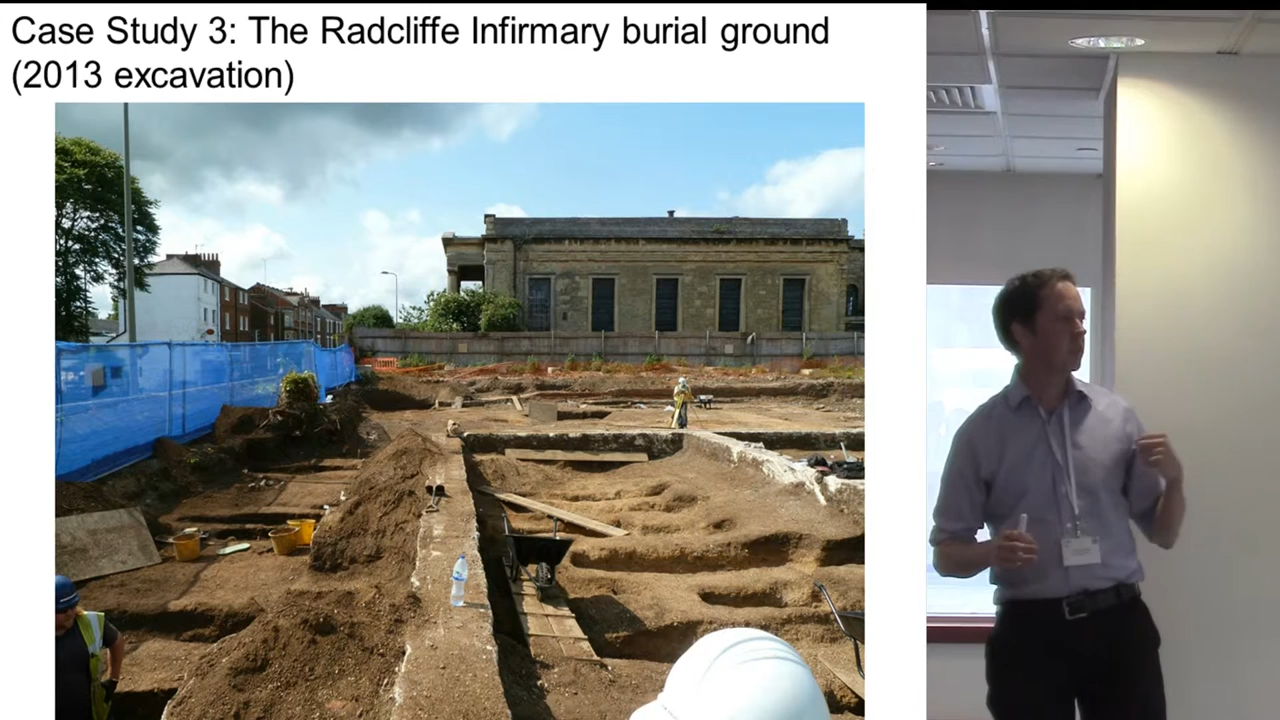 Case Study 3: The Radcliffe Infirmary burial ground
(2013 excavation)